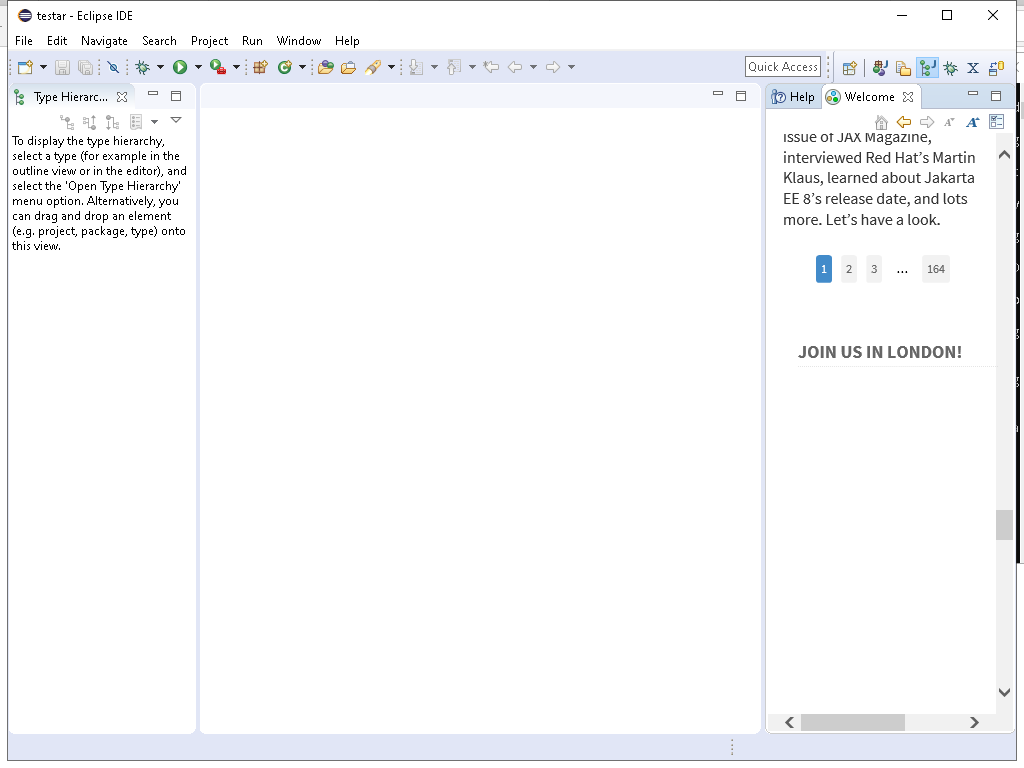 testar - Eclipse IDE
File Edit Navigate Search Project Run Window Help
Quick Access
Type Hierarc...
Help Welcome
To display the type hierarchy,
select a type (for example in the
outline view or in the editor), and
select the 'Open Type Hierarchy'
menu option. Alternatively, you
can drag and drop an element
(e.g. project, package, type) onto
this view.
issue of JAX Magazine,
interviewed Red Hat’s Martin
Klaus, learned about Jakarta
EE 8’s release date, and lots
more. Let’s have a look.
1 2 3 ... 164
JOIN US IN LONDON!